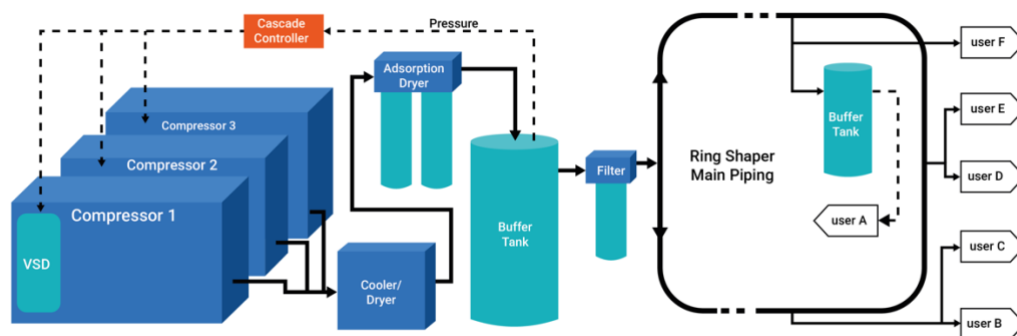 Cascade
Controller
Pressure
Adsorption
Dryer
Compressor 3
Compressor 2
Compressor 1
VSD
Cooler/
Dryer
Buffer
Tank
Filter
Ring Shaper
Main Piping
Buffer
Tank
user A
user F
user E
user D
user C
user B